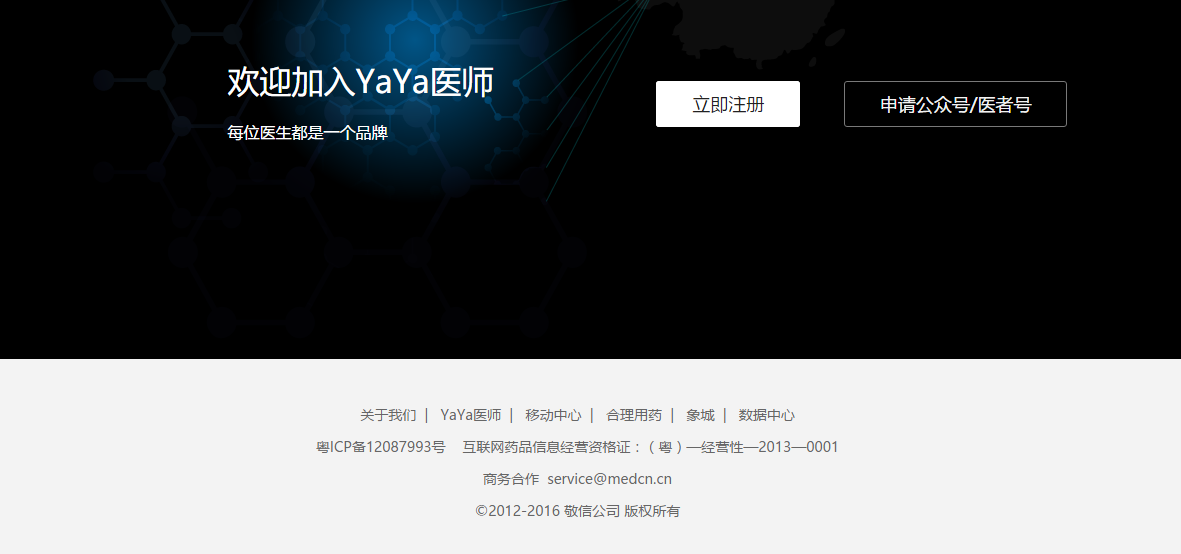 欢迎加入YaYa医师
每位医生都是一个品牌
立即注册
申请公众号/医者号
关于我们 | YaYa医师 | 移动中心 | 合理用药 | 象城 | 数据中心
粤ICP备12087993号 互联网药品信息经营资格证：（ 粤 ）—经营性—2013—0001
商务合作 service@medcn.cn
©2012-2016 敬信公司 版权所有